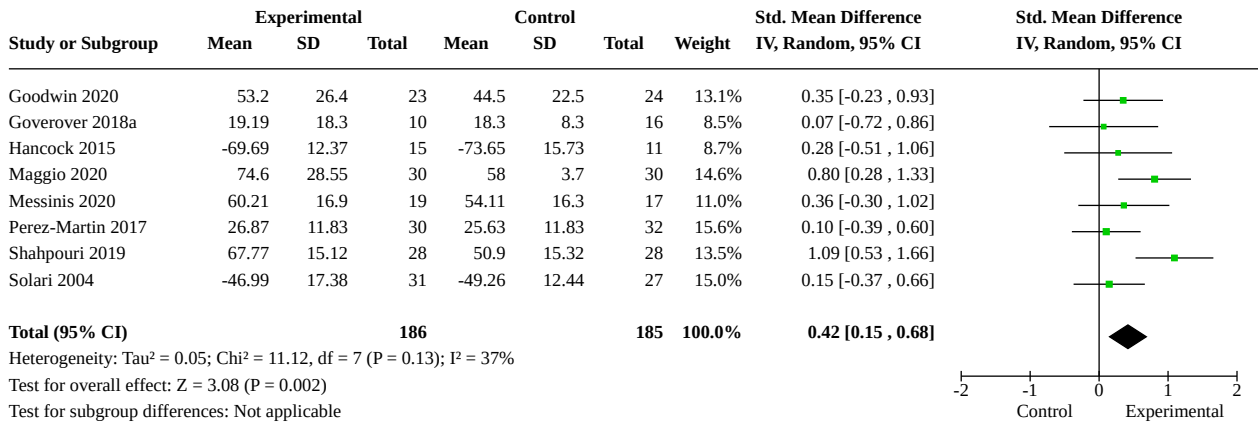 Experimental Control Std. Mean Difference Std. Mean Difference
Study or Subgroup Mean SD Total Mean SD Total Weight IV, Random, 95% CI IV, Random, 95% CI
Goodwin 2020 53.2 26.4 23 44.5 22.5 24 13.1% 0.35 [-0.23 , 0.93]
Goverover 2018a 19.19 18.3 10 18.3 8.3 16 8.5% 0.07 [-0.72 , 0.86]
Hancock 2015 -69.69 12.37 15 -73.65 15.73 11 8.7% 0.28 [-0.51 , 1.06]
Maggio 2020 74.6 28.55 30 58 3.7 30 14.6% 0.80 [0.28 , 1.33]
Messinis 2020 60.21 16.9 19 54.11 16.3 17 11.0% 0.36 [-0.30 , 1.02]
Perez-Martin 2017 26.87 11.83 30 25.63 11.83 32 15.6% 0.10 [-0.39 , 0.60]
Shahpouri 2019 67.77 15.12 28 50.9 15.32 28 13.5% 1.09 [0.53 , 1.66]
Solari 2004 -46.99 17.38 31 -49.26 12.44 27 15.0% 0.15 [-0.37 , 0.66]
Total (95% CI) 186 185 100.0% 0.42 [0.15 , 0.68]
Heterogeneity: Tau² = 0.05; Chi² = 11.12, df = 7 (P = 0.13); I² = 37%
Test for overall effect: Z = 3.08 (P = 0.002)
Test for subgroup differences: Not applicable
-2 -1 0 1 2
Control Experimental